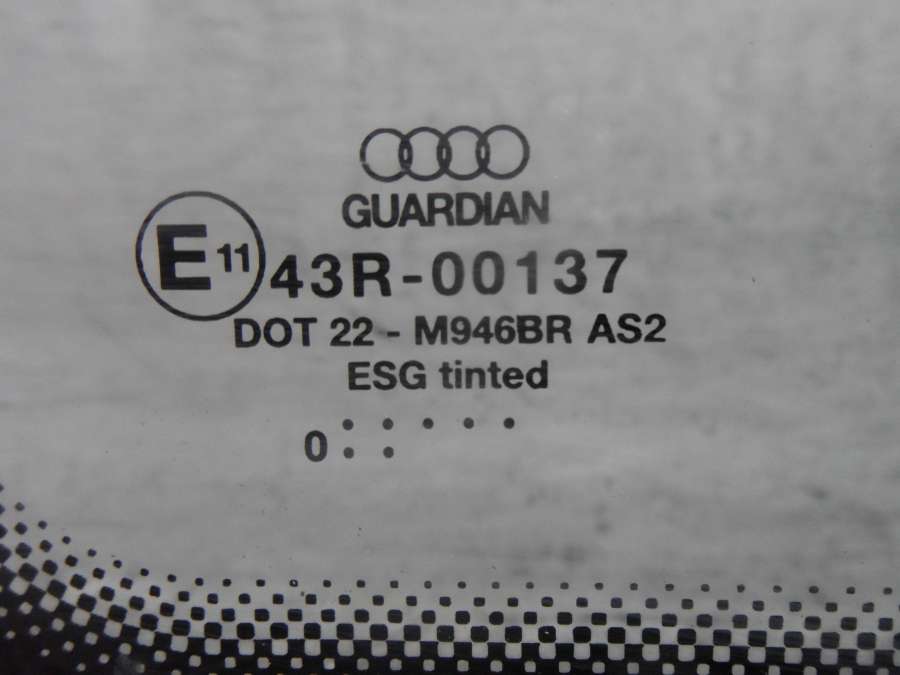 GUARDIAN
E11 43R-00137
DOT 22 - M946BR AS2
ESG tinted
0